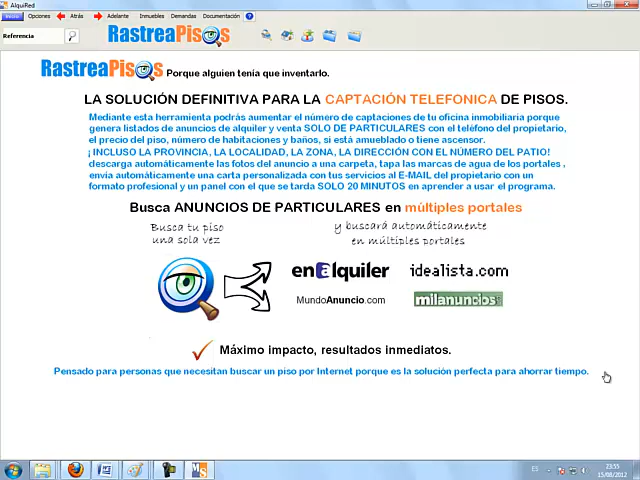 AlquiRed
Inicio Opciones Atrás Adelante Inmuebles Demandas Documentación ?
Referencia
RastreaPisos
RastreaPisos Porque alguien tenía que inventarlo.
LA SOLUCIÓN DEFINITIVA PARA LA CAPTACIÓN TELEFONICA DE PISOS.
Mediante esta herramienta podrás aumentar el número de captaciones de tu oficina inmobiliaria porque
genera listados de anuncios de alquiler y venta SOLO DE PARTICULARES con el teléfono del propietario,
el precio del piso, número de habitaciones y baños, si está amueblado o tiene ascensor.
¡ INCLUSO LA PROVINCIA, LA LOCALIDAD, LA ZONA, LA DIRECCIÓN CON EL NÚMERO DEL PATIO!
descarga automáticamente las fotos del anuncio a una carpeta, tapa las marcas de agua de los portales ,
envía automáticamente una carta personalizada con tus servicios al E-MAIL del propietario con un
formato profesional y un panel con el que se tarda SOLO 20 MINUTOS en aprender a usar el programa.
Busca ANUNCIOS DE PARTICULARES en múltiples portales
Busca tu piso
una sola vez
y buscará automáticamente
en múltiples portales
enalquiler
idealista.com
MundoAnuncio.com
milanuncios
Máximo impacto, resultados inmediatos.
Pensado para personas que necesitan buscar un piso por Internet porque es la solución perfecta para ahorrar tiempo.
ES
23:55
15/08/2012